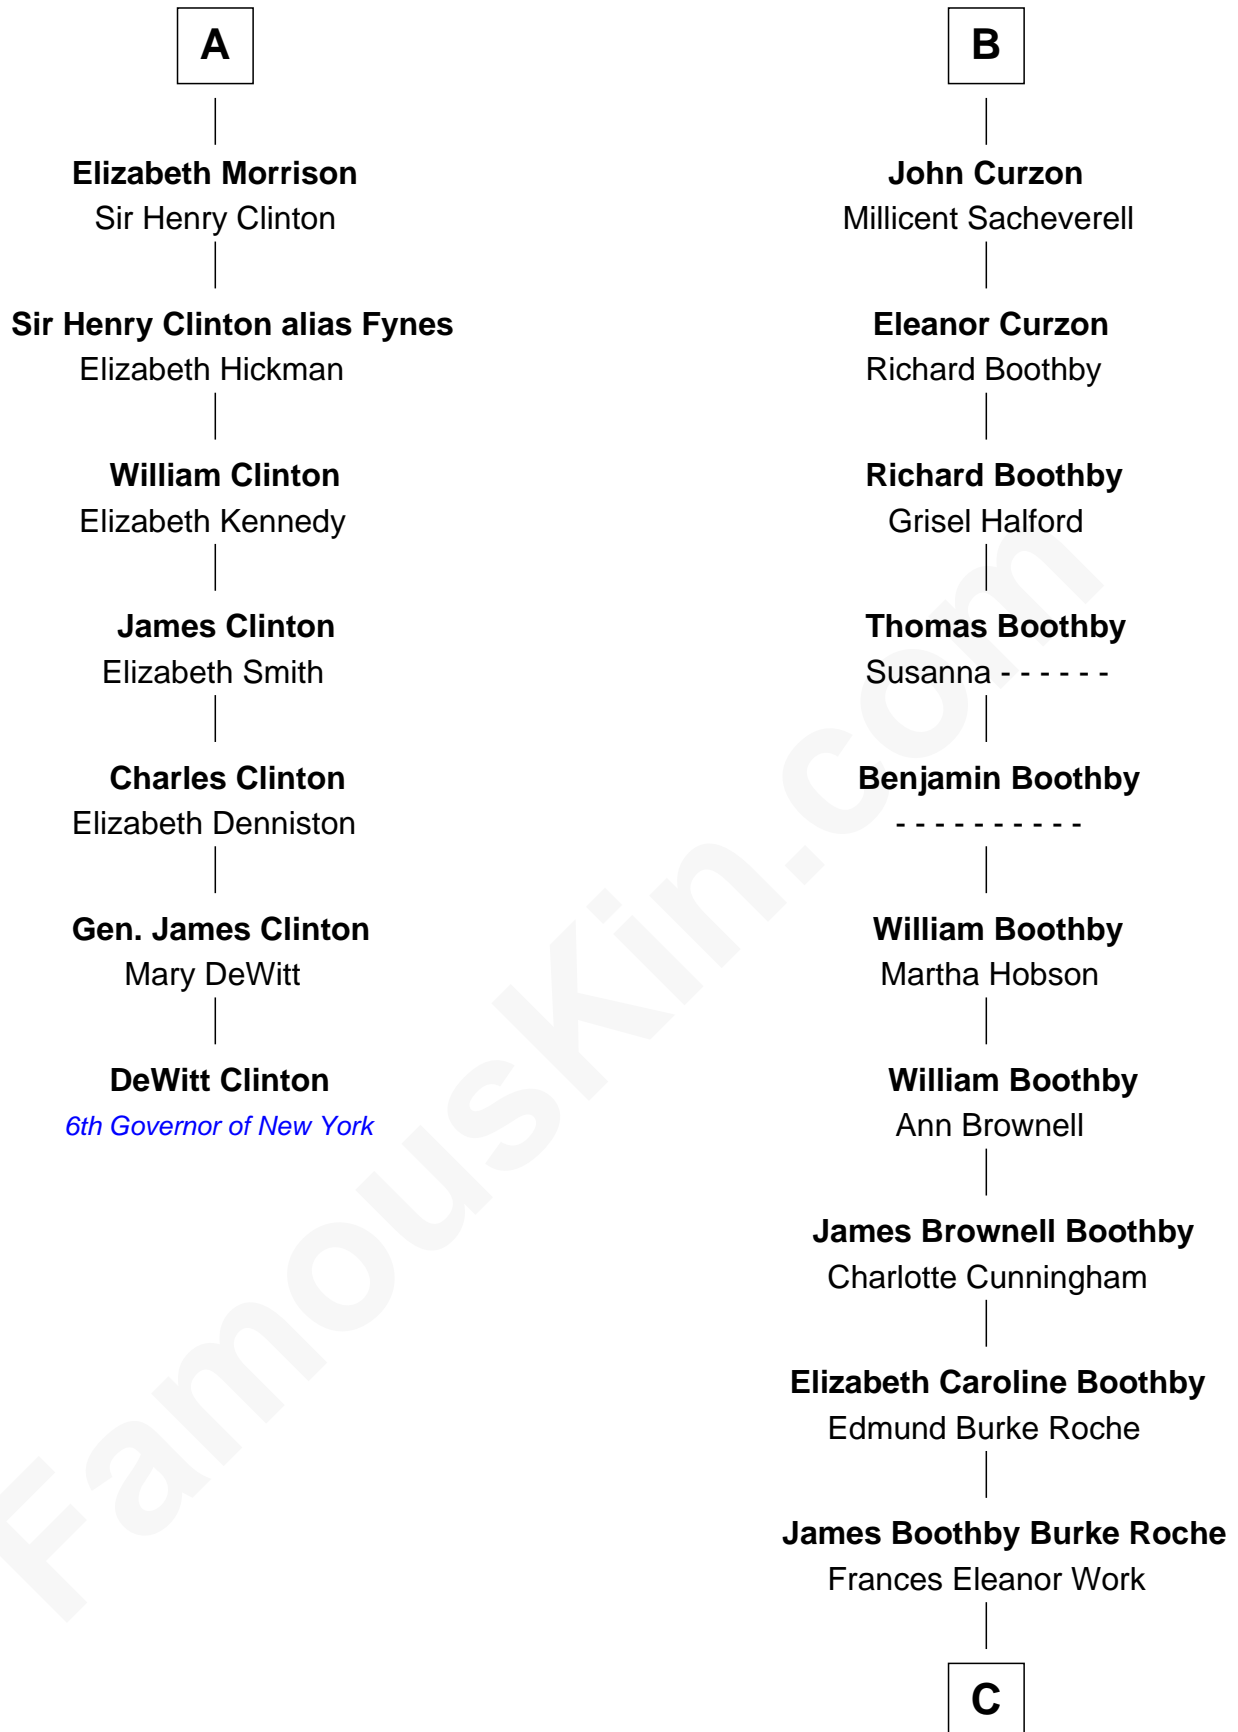 A
Elizabeth Morrison
Sir Henry Clinton
Sir Henry Clinton alias Fynes
Elizabeth Hickman
William Clinton
Elizabeth Kennedy
James Clinton
Elizabeth Smith
Charles Clinton
Elizabeth Denniston
Gen. James Clinton
Mary DeWitt
DeWitt Clinton
6th Governor of New York
B
John Curzon
Millicent Sacheverell
Eleanor Curzon
Richard Boothby
Richard Boothby
Grisel Halford
Thomas Boothby
Susanna - - - - - -
Benjamin Boothby
- - - - - - - - - -
William Boothby
Martha Hobson
William Boothby
Ann Brownell
James Brownell Boothby
Charlotte Cunningham
Elizabeth Caroline Boothby
Edmund Burke Roche
James Boothby Burke Roche
Frances Eleanor Work
C
FamousKin.com